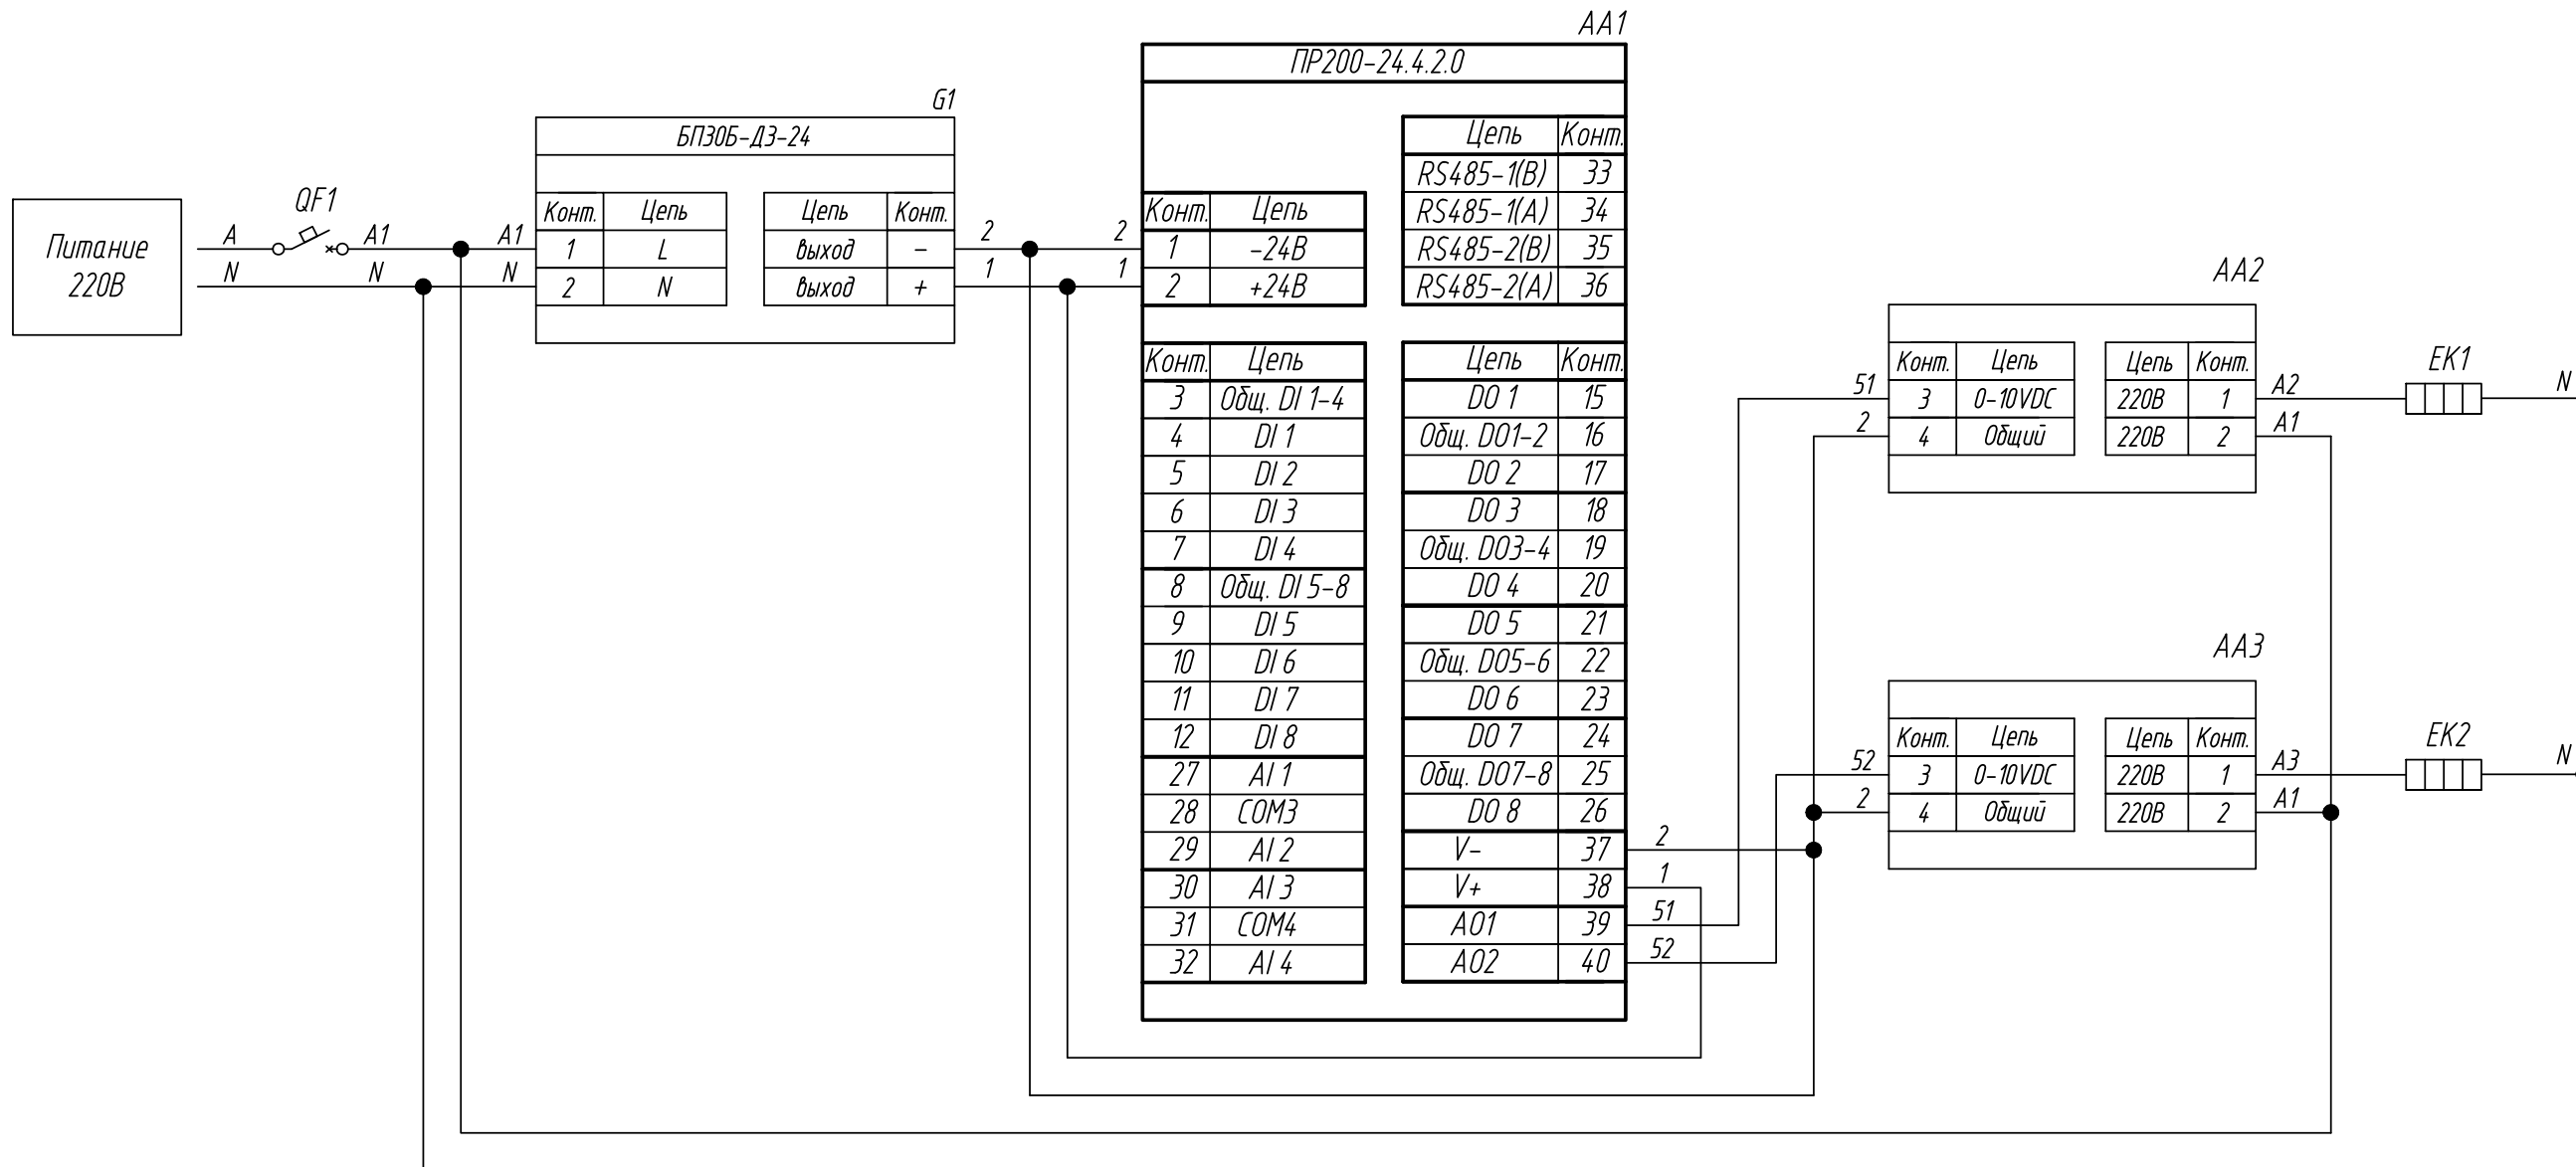 Питание
220В
A
QF1
A1
A1
N
N
N
G1
БП30Б-Д3-24
Конт. Цепь Цепь Конт.
1 L выход -
2 N выход +
2
2
1
1
AA1
ПР200-24.4.2.0
Конт. Цепь
1 -24В
2 +24В
Цепь Конт.
RS485-1(B) 33
RS485-1(A) 34
RS485-2(B) 35
RS485-2(A) 36
Конт. Цепь
3 Общ. DI 1-4
4 DI 1
5 DI 2
6 DI 3
7 DI 4
8 Общ. DI 5-8
9 DI 5
10 DI 6
11 DI 7
12 DI 8
27 AI 1
28 COM3
29 AI 2
30 AI 3
31 COM4
32 AI 4
Цепь Конт.
DO 1 15
Общ. DO1-2 16
DO 2 17
DO 3 18
Общ. DO3-4 19
DO 4 20
DO 5 21
Общ. DO5-6 22
DO 6 23
DO 7 24
Общ. DO7-8 25
DO 8 26
V- 37
V+ 38
AO1 39
AO2 40
2
1
51
52
AA2
Конт. Цепь Цепь Конт.
3 0-10VDC 220В 1
4 Общий 220В 2
51
2
A2
A1
EK1
N
AA3
Конт. Цепь Цепь Конт.
3 0-10VDC 220В 1
4 Общий 220В 2
52
2
A3
A1
EK2
N